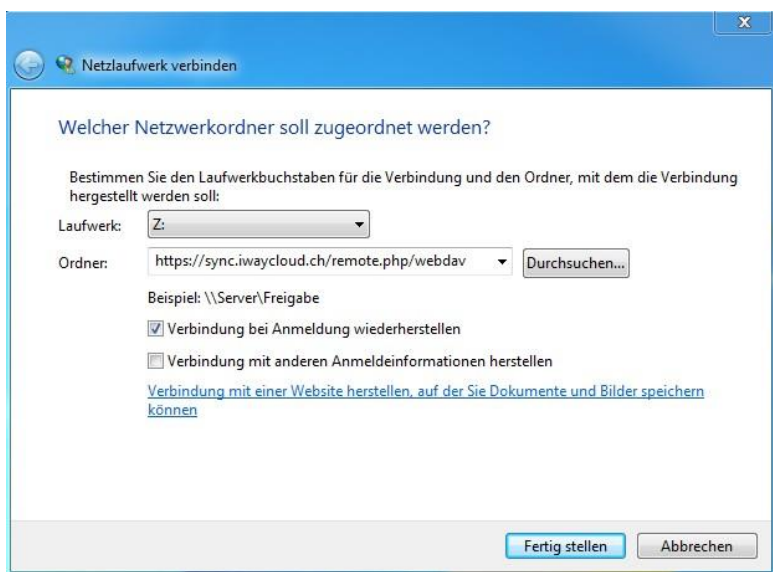 Netzlaufwerk verbinden
Welcher Netzwerkordner soll zugeordnet werden?
Bestimmen Sie den Laufwerkbuchstaben für die Verbindung und den Ordner, mit dem die Verbindung
hergestellt werden soll:
Laufwerk: Z:
Ordner: https://sync.iwaycloud.ch/remote.php/webdav Durchsuchen...
Beispiel: \\Server\Freigabe
Verbindung bei Anmeldung wiederherstellen
Verbindung mit anderen Anmeldeinformationen herstellen
Verbindung mit einer Website herstellen, auf der Sie Dokumente und Bilder speichern
können
Fertig stellen Abbrechen